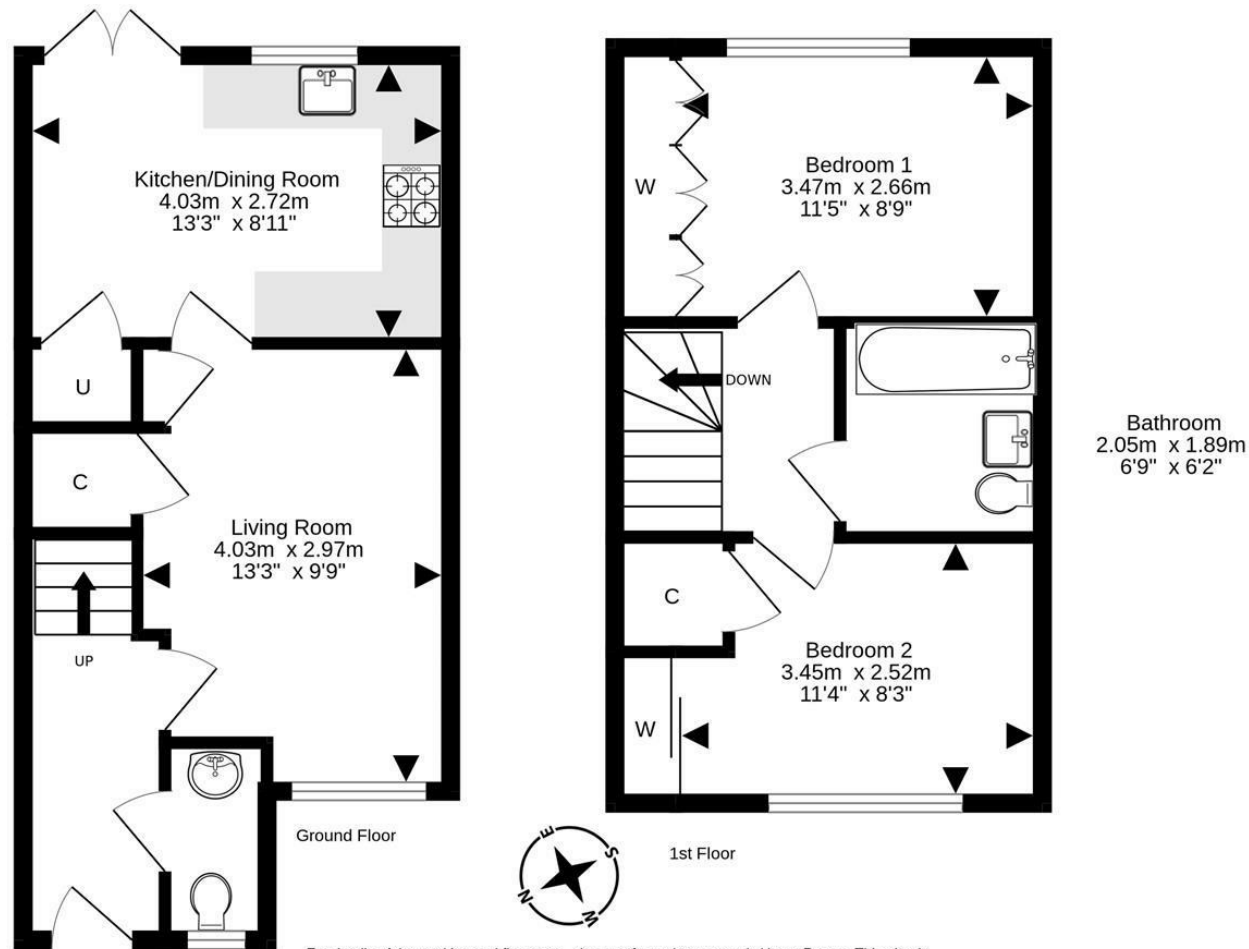 Kitchen/Dining Room
4.03m x 2.72m
13'3" x 8'11"
U
C
Living Room
4.03m x 2.97m
13'3" x 9'9"
UP
Ground Floor
W
Bedroom 1
3.47m x 2.66m
11'5" x 8'9"
DOWN
Bathroom
2.05m x 1.89m
6'9" x 6'2"
C
Bedroom 2
3.45m x 2.52m
11'4" x 8'3"
W
1st Floor
E
S
N
W